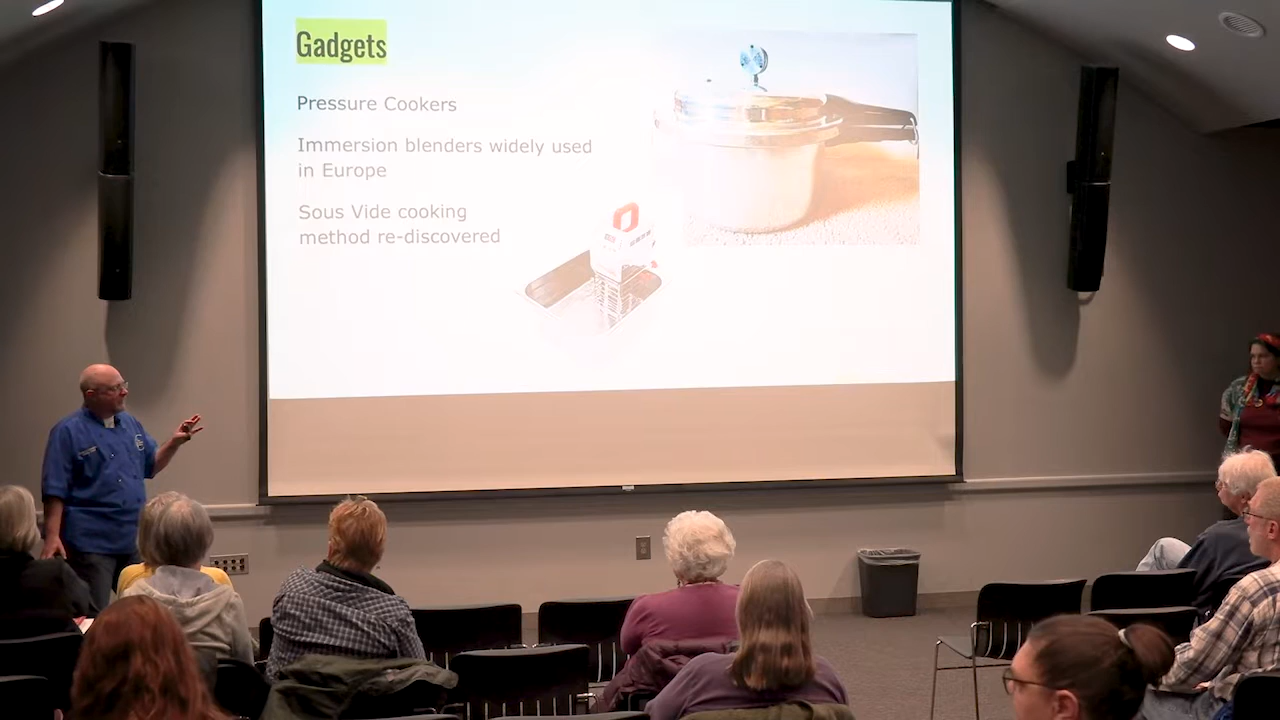 Gadgets
Pressure Cookers
Immersion blenders widely used
in Europe
Sous Vide cooking
method re-discovered